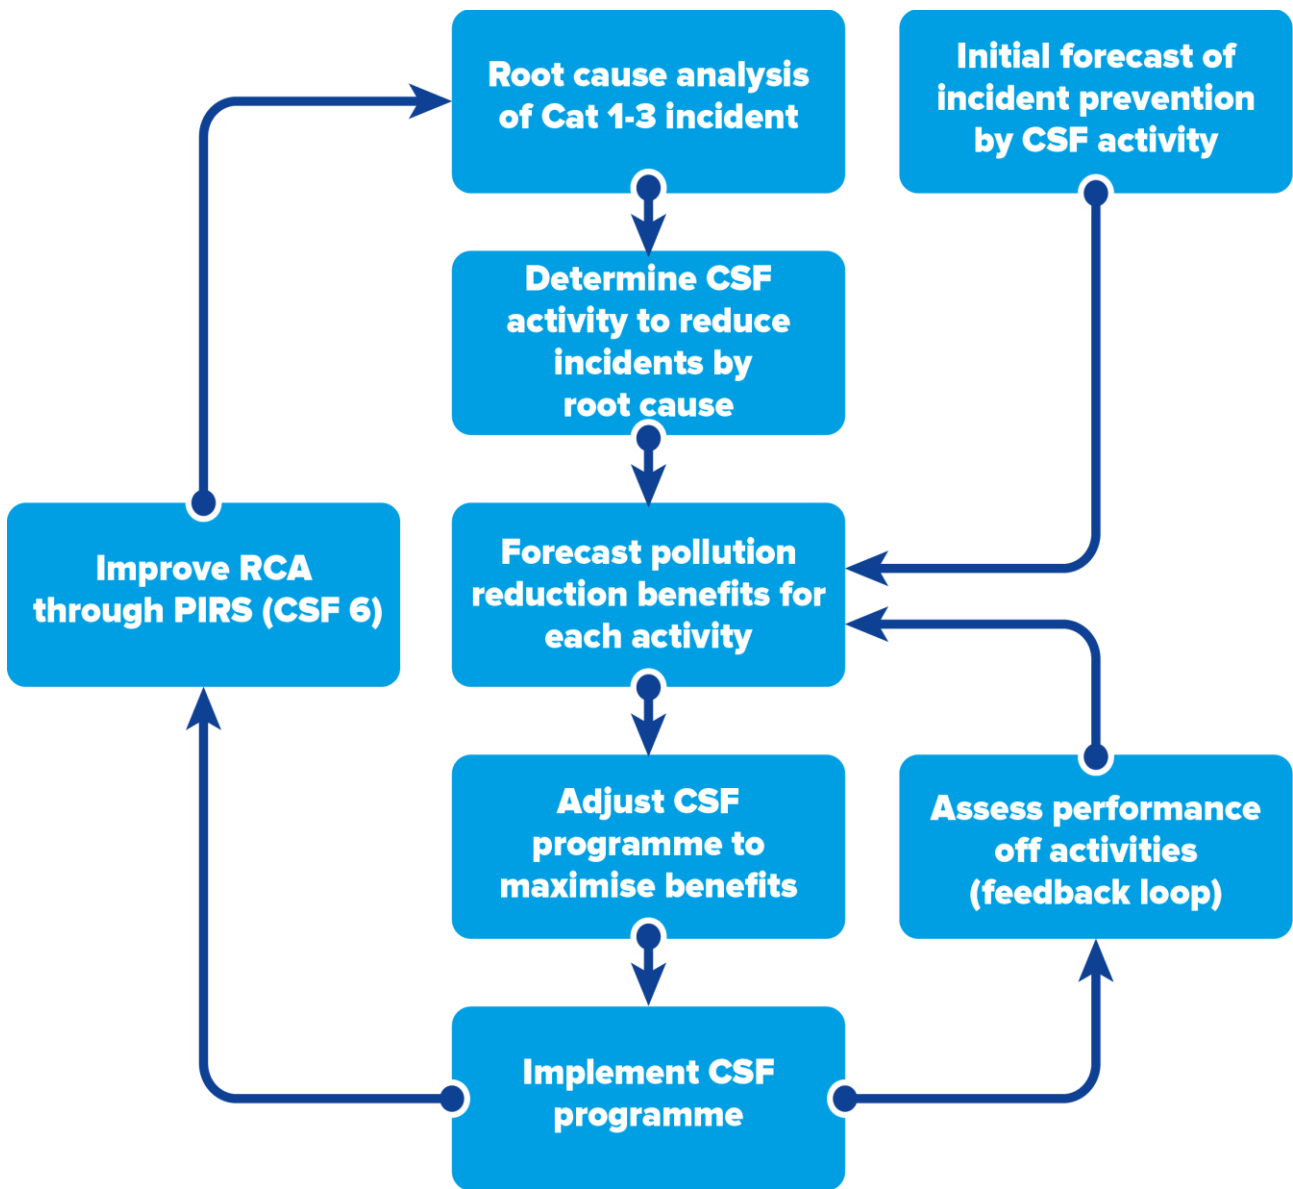 Root cause analysis
of Cat 1-3 incident
Initial forecast of
incident prevention
by CSF activity
Determine CSF
activity to reduce
incidents by
root cause
Improve RCA
through PIRS (CSF 6)
Forecast pollution
reduction benefits for
each activity
Adjust CSF
programme to
maximise benefits
Assess performance
off activities
(feedback loop)
Implement CSF
programme